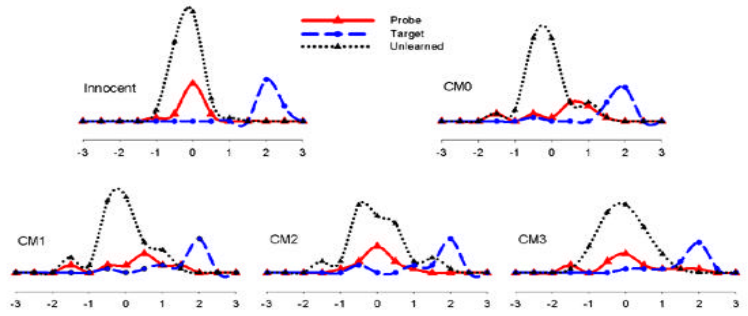 Probe
Target
Unlearned
Innocent
CM0
-3 -2 -1 0 1 2 3
-3 -2 -1 0 1 2 3
CM1
CM2
CM3
-3 -2 -1 0 1 2 3
-3 -2 -1 0 1 2 3
-3 -2 -1 0 1 2 3